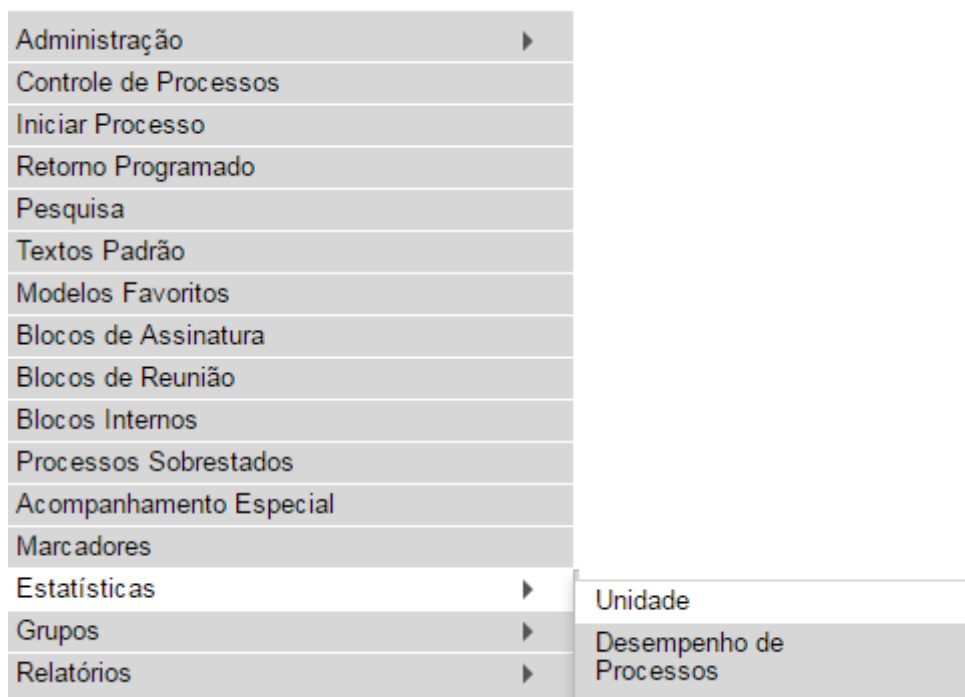 Administração
Controle de Processos
Iniciar Processo
Retorno Programado
Pesquisa
Textos Padrão
Modelos Favoritos
Blocos de Assinatura
Blocos de Reunião
Blocos Internos
Processos Sobrestados
Acompanhamento Especial
Marcadores
Estatísticas
Grupos
Relatórios
Unidade
Desempenho de
Processos